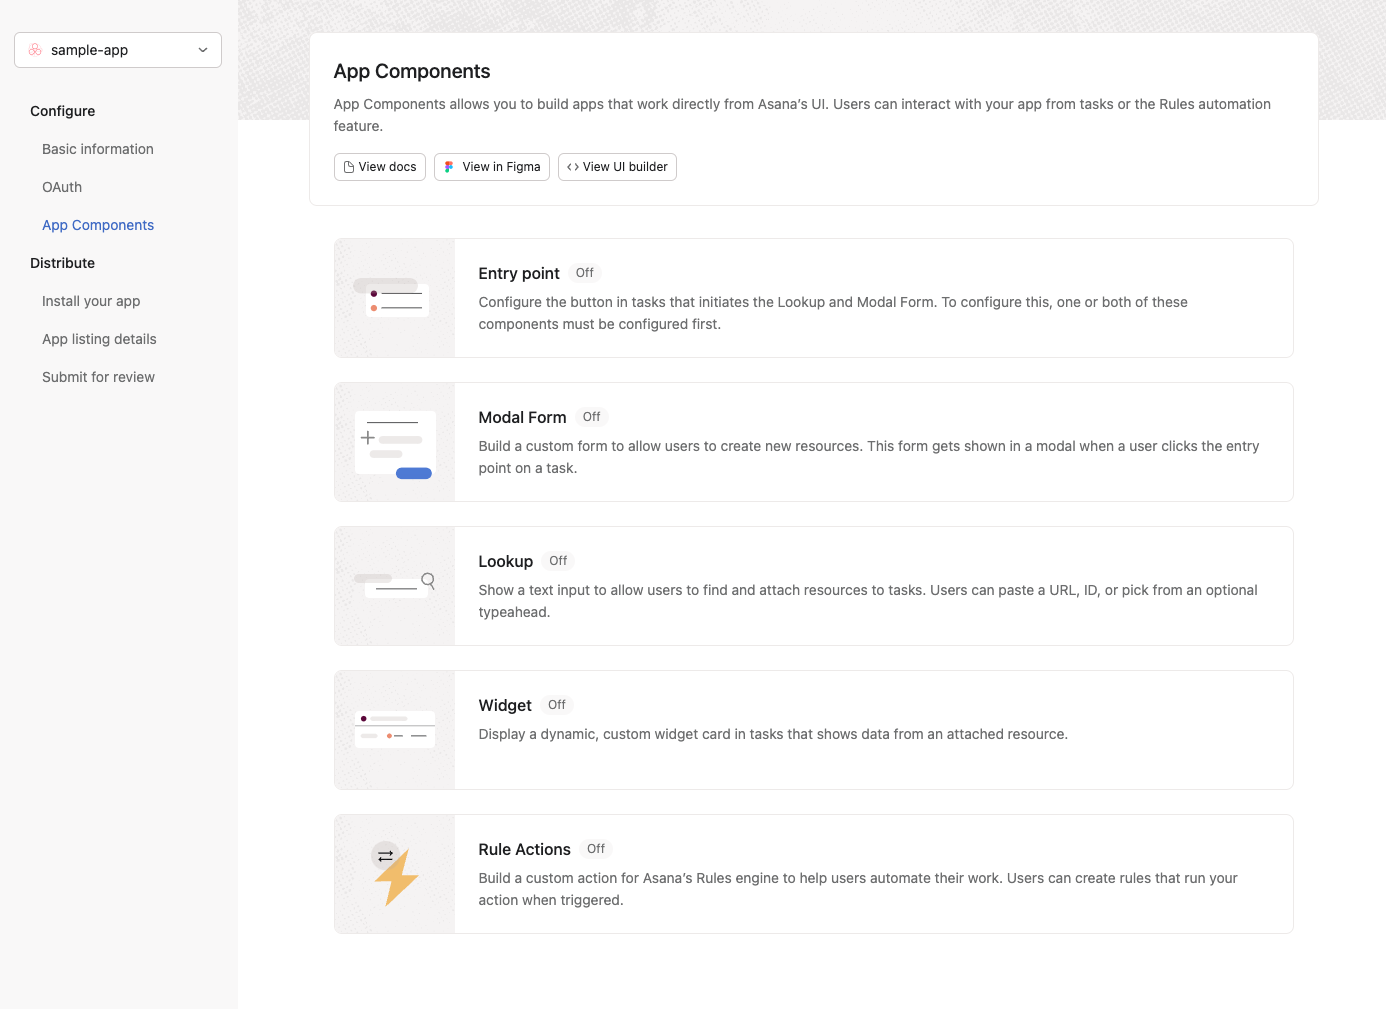 sample-app
Configure
Basic information
OAuth
App Components
Distribute
Install your app
App listing details
Submit for review
App Components
App Components allows you to build apps that work directly from Asana’s UI. Users can interact with your app from tasks or the Rules automation
feature.
View docs
View in Figma
View UI builder
Entry point Off
Configure the button in tasks that initiates the Lookup and Modal Form. To configure this, one or both of these
components must be configured first.
Modal Form Off
Build a custom form to allow users to create new resources. This form gets shown in a modal when a user clicks the entry
point on a task.
Lookup Off
Show a text input to allow users to find and attach resources to tasks. Users can paste a URL, ID, or pick from an optional
typeahead.
Widget Off
Display a dynamic, custom widget card in tasks that shows data from an attached resource.
Rule Actions Off
Build a custom action for Asana’s Rules engine to help users automate their work. Users can create rules that run your
action when triggered.